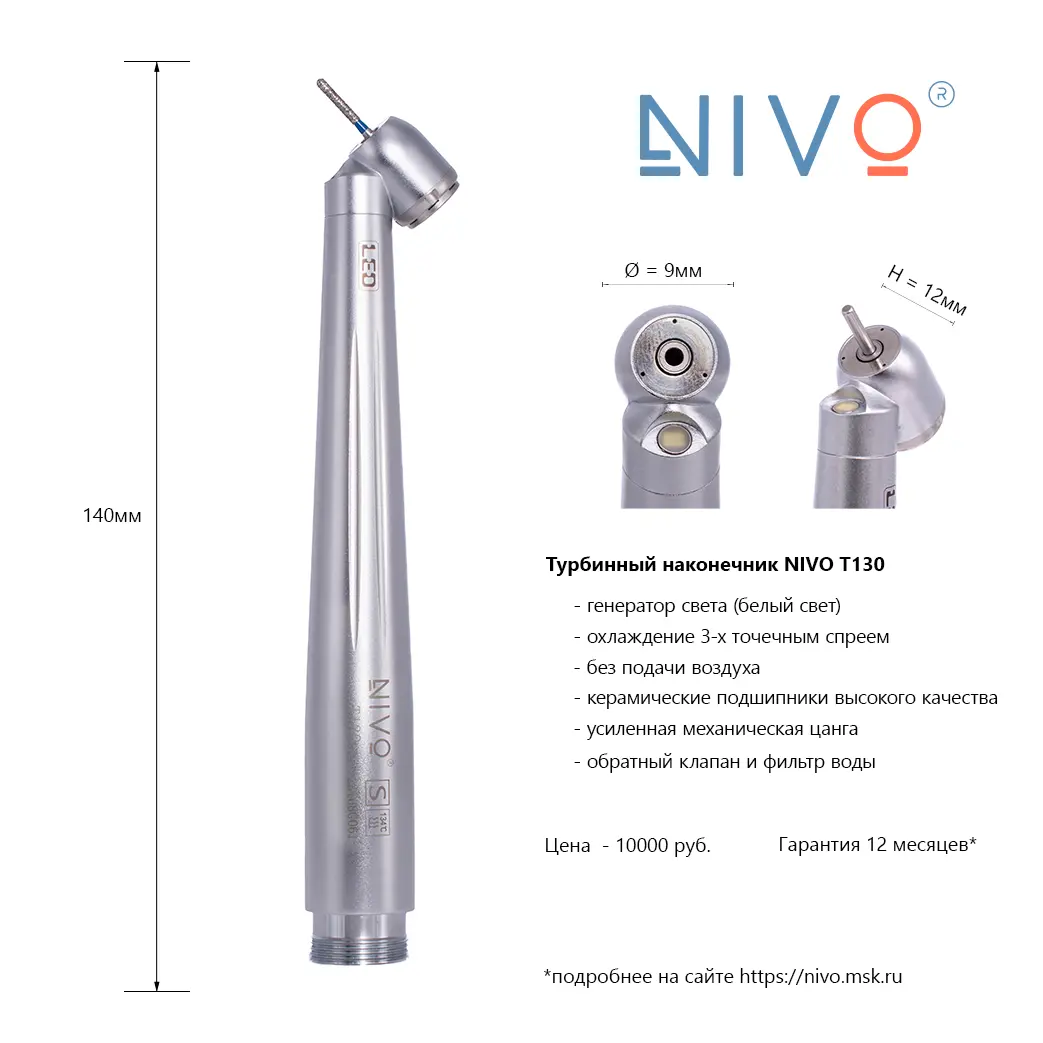 NIVO ®
Ø = 9мм
H = 12мм
LED
140мм
Турбинный наконечник NIVO T130
- генератор света (белый свет)
- охлаждение 3-х точечным спреем
- без подачи воздуха
- керамические подшипники высокого качества
- усиленная механическая цанга
- обратный клапан и фильтр воды
NIVO ®
S
134℃
Цена - 10000 руб.
Гарантия 12 месяцев*
*подробнее на сайте https://nivo.msk.ru